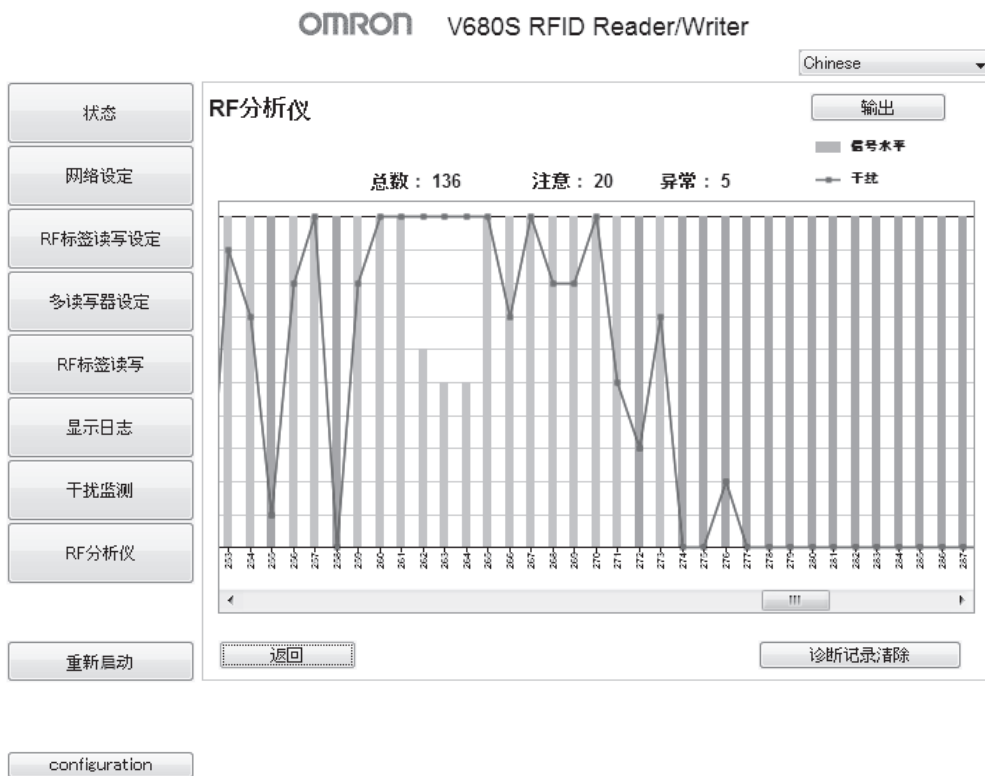 OMRON V680S RFID Reader/Writer
Chinese
状态
网络设定
RF标签读写设定
多读写器设定
RF标签读写
显示日志
干扰监测
RF分析仪
重新启动
configuration
RF分析仪
输出
信号水平
干扰
总数：136 注意：20 异常：5
253 254 255 256 257 258 259 260 261 262 263 264 265 266 267 268 269 270 271 272 273 274 275 276 277 278 279 280 281 282 283 284 285 286 287
返回
诊断记录清除